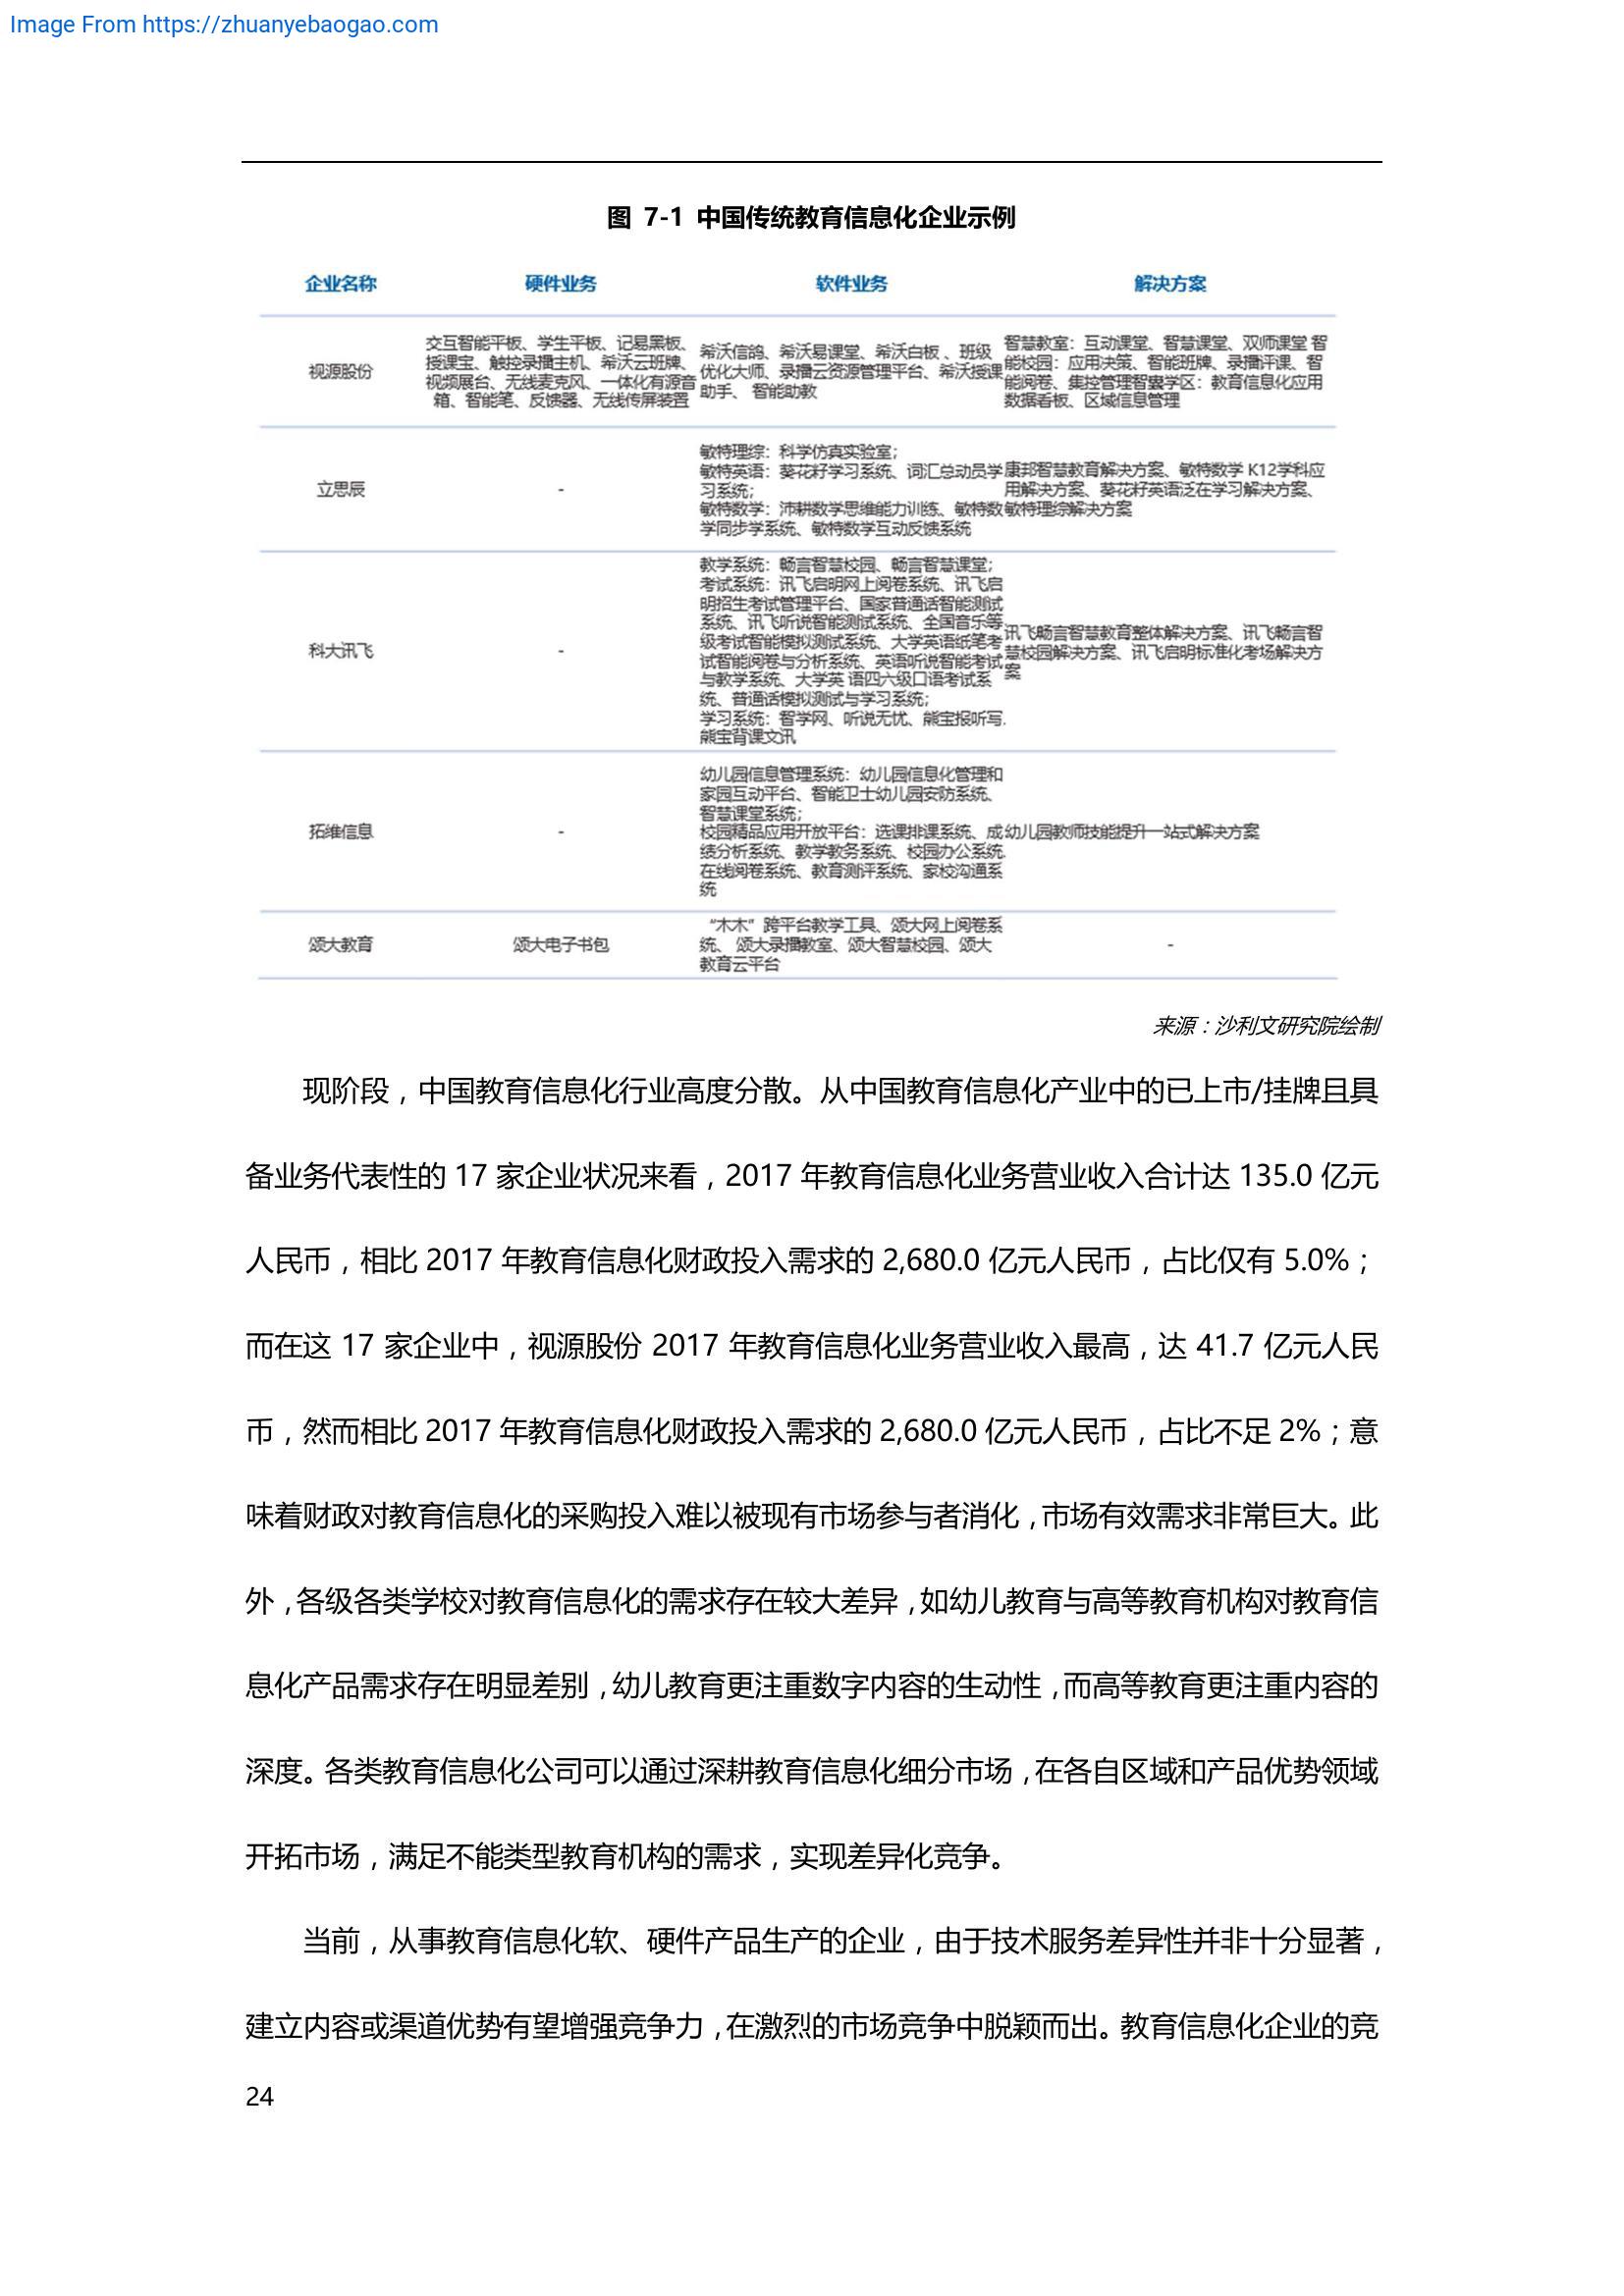 Image From https://zhuanyebaogao.com
图 7-1 中国传统教育信息化企业示例
企业名称 硬件业务 软件业务 解决方案
视源股份
交互智能平板、学生平板、记易黑板、
授课宝、触控录播主机、希沃云班牌、
视频展台、无线麦克风、一体化有源音
箱、智能笔、反馈器、无线传屏装置
希沃信鸽、希沃易课堂、希沃白板 、班级
优化大师、录播云资源管理平台、希沃授课
助手、 智能助教
智慧教室：互动课堂、智慧课堂、双师课堂 智
能校园：应用决策、智能班牌、录播评课、智
能阅卷、集控管理智囊学区：教育信息化应用
数据看板、区域信息管理
立思辰
-
敏特理综：科学仿真实验室；
敏特英语：葵花籽学习系统、词汇总动员学
习系统；
敏特数学：沛耕数学思维能力训练、敏特数
学同步学系统、敏特数学互动反馈系统
康邦智慧教育解决方案、敏特数学 K12学科应
用解决方案、葵花籽英语泛在学习解决方案、
敏特理综解决方案
科大讯飞
-
教学系统：畅言智慧校园、畅言智慧课堂；
考试系统：讯飞启明网上阅卷系统、讯飞启
明招生考试管理平台、国家普通话智能测试
系统、讯飞听说智能测试系统、全国音乐等
级考试智能模拟测试系统、大学英语纸笔考
试智能阅卷与分析系统、英语听说智能考试
与教学系统、大学英 语四六级口语考试系
统、普通话模拟测试与学习系统；
学习系统：智学网、听说无忧、熊宝报听写、
熊宝背课文讯
讯飞畅言智慧教育整体解决方案、讯飞畅言智
慧校园解决方案、讯飞启明标准化考场解决方
案
拓维信息
-
幼儿园信息管理系统：幼儿园信息化管理和
家园互动平台、智能卫士幼儿园安防系统、
智慧课堂系统；
校园精品应用开放平台：选课排课系统、成
绩分析系统、教学教务系统、校园办公系统、
在线阅卷系统、教育测评系统、家校沟通系
统
幼儿园教师技能提升一站式解决方案
颂大教育
颂大电子书包
“木木”跨平台教学工具、颂大网上阅卷系
统、 颂大录播教室、颂大智慧校园、颂大
教育云平台
-
来源：沙利文研究院绘制
现阶段，中国教育信息化行业高度分散。从中国教育信息化产业中的已上市/挂牌且具
备业务代表性的 17 家企业状况来看，2017 年教育信息化业务营业收入合计达 135.0 亿元
人民币，相比 2017 年教育信息化财政投入需求的 2,680.0 亿元人民币，占比仅有 5.0%；
而在这 17 家企业中，视源股份 2017 年教育信息化业务营业收入最高，达 41.7 亿元人民
币，然而相比 2017 年教育信息化财政投入需求的 2,680.0 亿元人民币，占比不足 2%；意
味着财政对教育信息化的采购投入难以被现有市场参与者消化，市场有效需求非常巨大。此
外，各级各类学校对教育信息化的需求存在较大差异，如幼儿教育与高等教育机构对教育信
息化产品需求存在明显差别，幼儿教育更注重数字内容的生动性，而高等教育更注重内容的
深度。各类教育信息化公司可以通过深耕教育信息化细分市场，在各自区域和产品优势领域
开拓市场，满足不能类型教育机构的需求，实现差异化竞争。
当前，从事教育信息化软、硬件产品生产的企业，由于技术服务差异性并非十分显著，
建立内容或渠道优势有望增强竞争力，在激烈的市场竞争中脱颖而出。教育信息化企业的竞
24